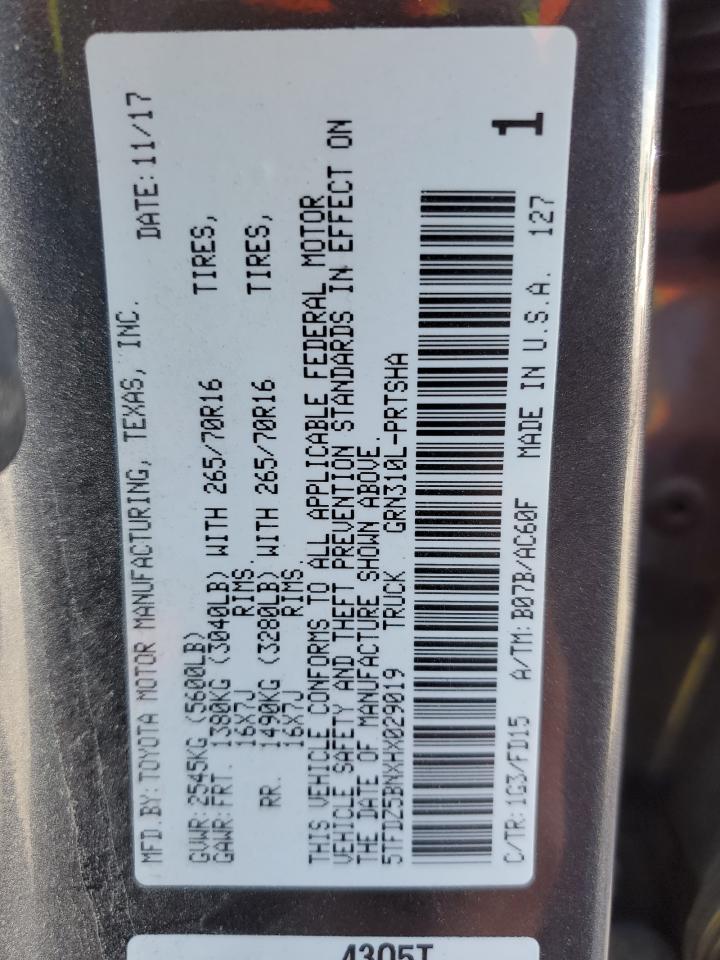 MFD.BY:TOYOTA MOTOR MANUFACTURING, TEXAS, INC. DATE:11/17
GVWR:2545KG (5600LB)
GAWR:FRT. 1380KG (3040LB) WITH 265/70R16 TIRES,
16X7J RIMS.
RR. 1490KG (3280LB) WITH 265/70R16 TIRES,
16X7J RIMS.
THIS VEHICLE CONFORMS TO ALL APPLICABLE FEDERAL MOTOR
VEHICLE SAFETY AND THEFT PREVENTION STANDARDS IN EFFECT ON
THE DATE OF MANUFACTURE SHOWN ABOVE.
5TFDZ5BNXHX029019 TRUCK GRN310L-PRTSHA
C/TR:1G3/FD15 A/TM:B07B/AC60F MADE IN U.S.A. 127
1